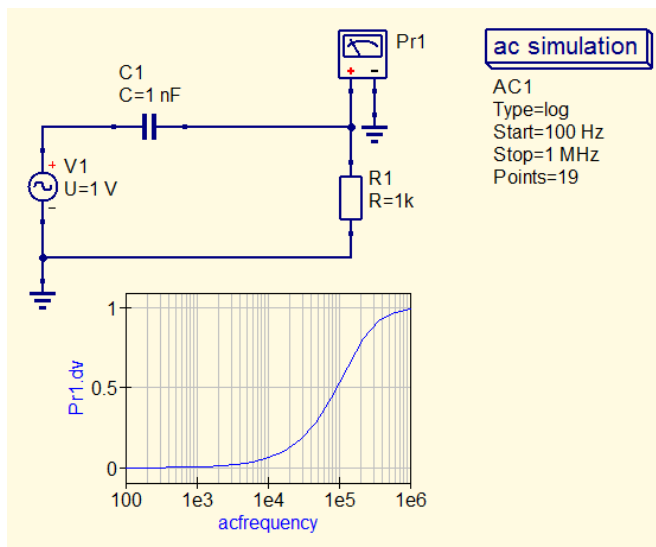 Pr1
ac simulation
C1
C=1 nF
AC1
Type=log
Start=100 Hz
Stop=1 MHz
Points=19
+ −
+
V1
U=1 V
−
R1
R=1k
1
0.5
0
Pr1.dv
100 1e3 1e4 1e5 1e6
acfrequency